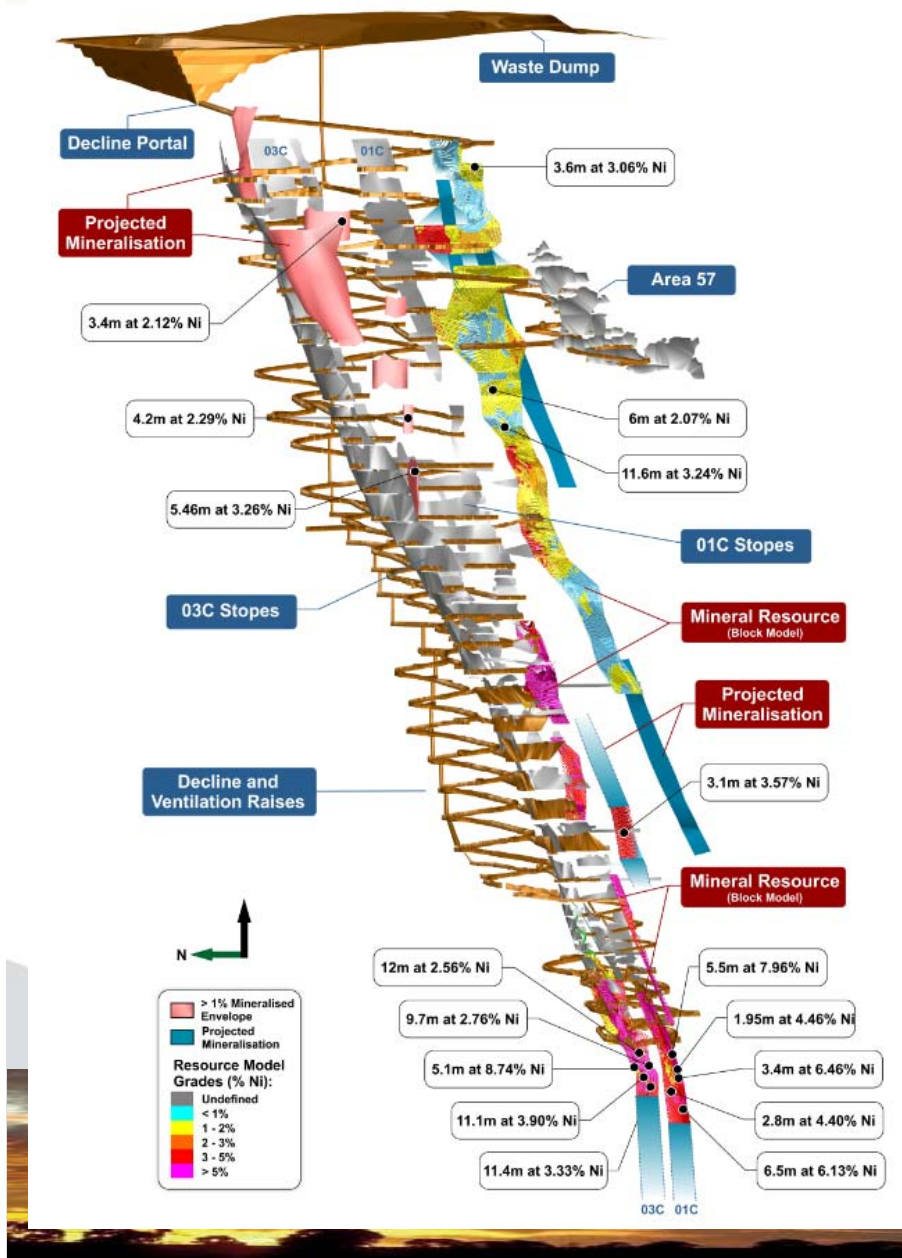 Waste Dump
Decline Portal
03C
01C
3.6m at 3.06% Ni
Projected
Mineralisation
Area 57
3.4m at 2.12% Ni
4.2m at 2.29% Ni
6m at 2.07% Ni
11.6m at 3.24% Ni
5.46m at 3.26% Ni
01C Stopes
03C Stopes
Mineral Resource
(Block Model)
Projected
Mineralisation
Decline and
Ventilation Raises
3.1m at 3.57% Ni
Mineral Resource
(Block Model)
N
12m at 2.56% Ni
5.5m at 7.96% Ni
9.7m at 2.76% Ni
1.95m at 4.46% Ni
5.1m at 8.74% Ni
3.4m at 6.46% Ni
11.1m at 3.90% Ni
2.8m at 4.40% Ni
11.4m at 3.33% Ni
6.5m at 6.13% Ni
03C
01C
> 1% Mineralised
Envelope
Projected
Mineralisation
Resource Model
Grades (% Ni):
Undefined
< 1%
1 - 2%
2 - 3%
3 - 5%
> 5%